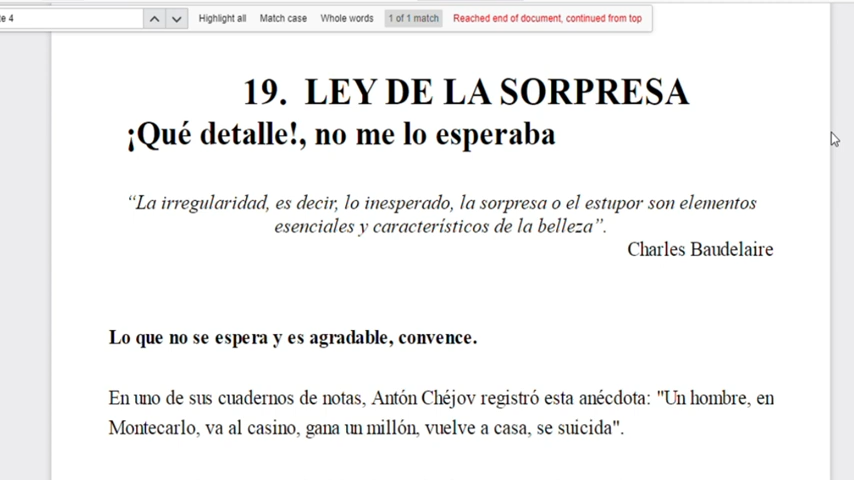 e 4 Highlight all Match case Whole words 1 of 1 match Reached end of document, continued from top
19. LEY DE LA SORPRESA
¡Qué detalle!, no me lo esperaba
“La irregularidad, es decir, lo inesperado, la sorpresa o el estupor son elementos
esenciales y característicos de la belleza”.
Charles Baudelaire
Lo que no se espera y es agradable, convence.
En uno de sus cuadernos de notas, Antón Chéjov registró esta anécdota: "Un hombre, en
Montecarlo, va al casino, gana un millón, vuelve a casa, se suicida".